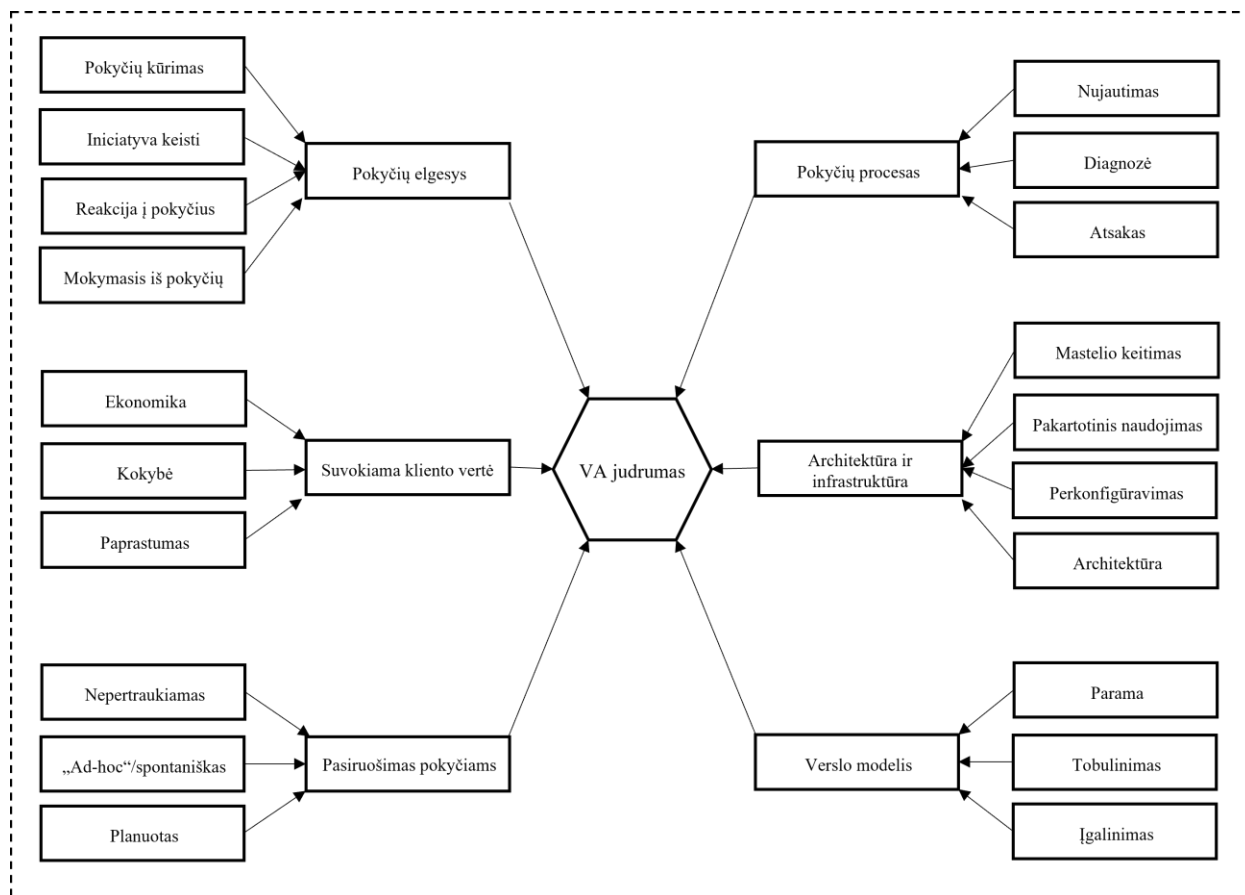 Pokyčių kūrimas
Iniciatyva keisti
Reakcija į pokyčius
Mokymasis iš pokyčių
Pokyčių elgesys
Pokyčių procesas
Nujautimas
Diagnozė
Atsakas
Ekonomika
Kokybė
Paprastumas
Suvokiama kliento vertė
VA judrumas
Architektūra ir
infrastruktūra
Mastelio keitimas
Pakartotinis naudojimas
Perkonfigūravimas
Architektūra
Nepertraukiamas
„Ad-hoc“/spontaniškas
Planuotas
Pasiruošimas pokyčiams
Verslo modelis
Parama
Tobulinimas
Įgalinimas